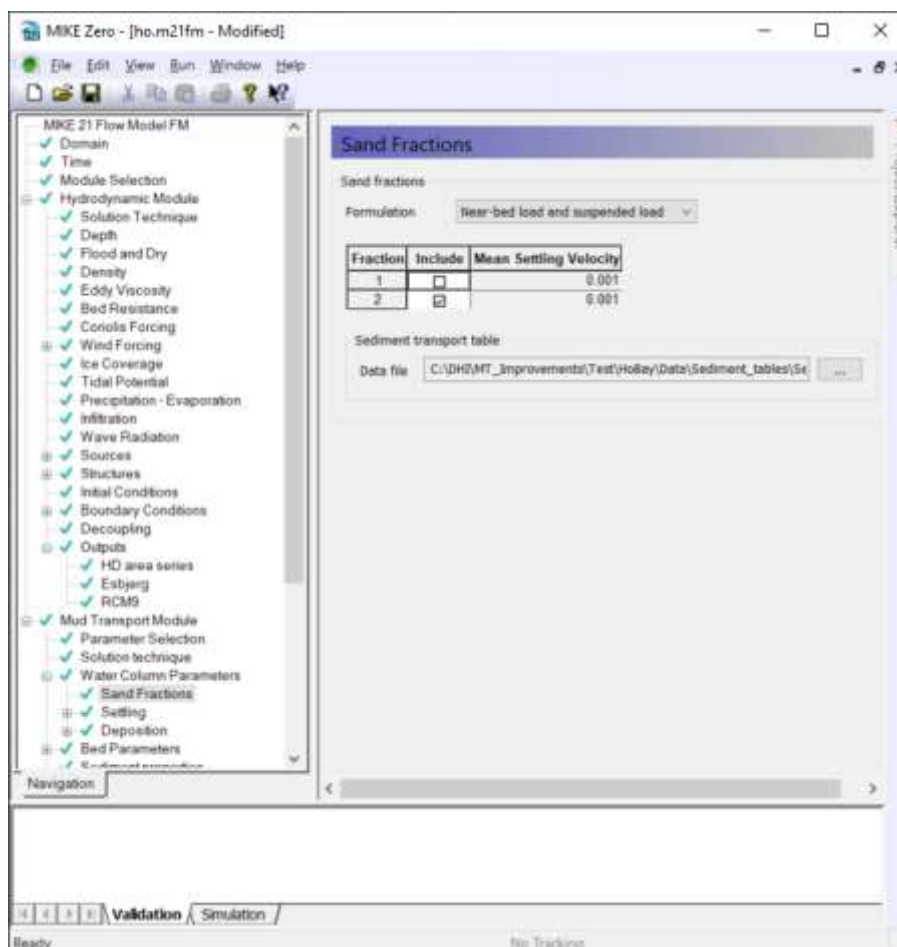 MIKE Zero - [ho.m21fm - Modified]
File Edit View Run Window Help
MIKE 21 Flow Model FM
Domain
Time
Module Selection
Hydrodynamic Module
Solution Technique
Depth
Flood and Dry
Density
Eddy Viscosity
Bed Resistance
Coriolis Forcing
Wind Forcing
Ice Coverage
Tidal Potential
Precipitation - Evaporation
Infiltration
Wave Radiation
Sources
Structures
Initial Conditions
Boundary Conditions
Decoupling
Outputs
HD area series
Esbjerg
RCM9
Mud Transport Module
Parameter Selection
Solution technique
Water Column Parameters
Sand Fractions
Settling
Deposition
Bed Parameters
Navigation
Sand Fractions
Sand fractions
Formulation Near-bed load and suspended load
Fraction Include Mean Settling Velocity
1 0.001
2 0.001
Sediment transport table
Data file C:\DHI\MT_Improvements\Test\HoBay\Data\Sediment_tables\Se ...
Validation Simulation
Ready No Tracking